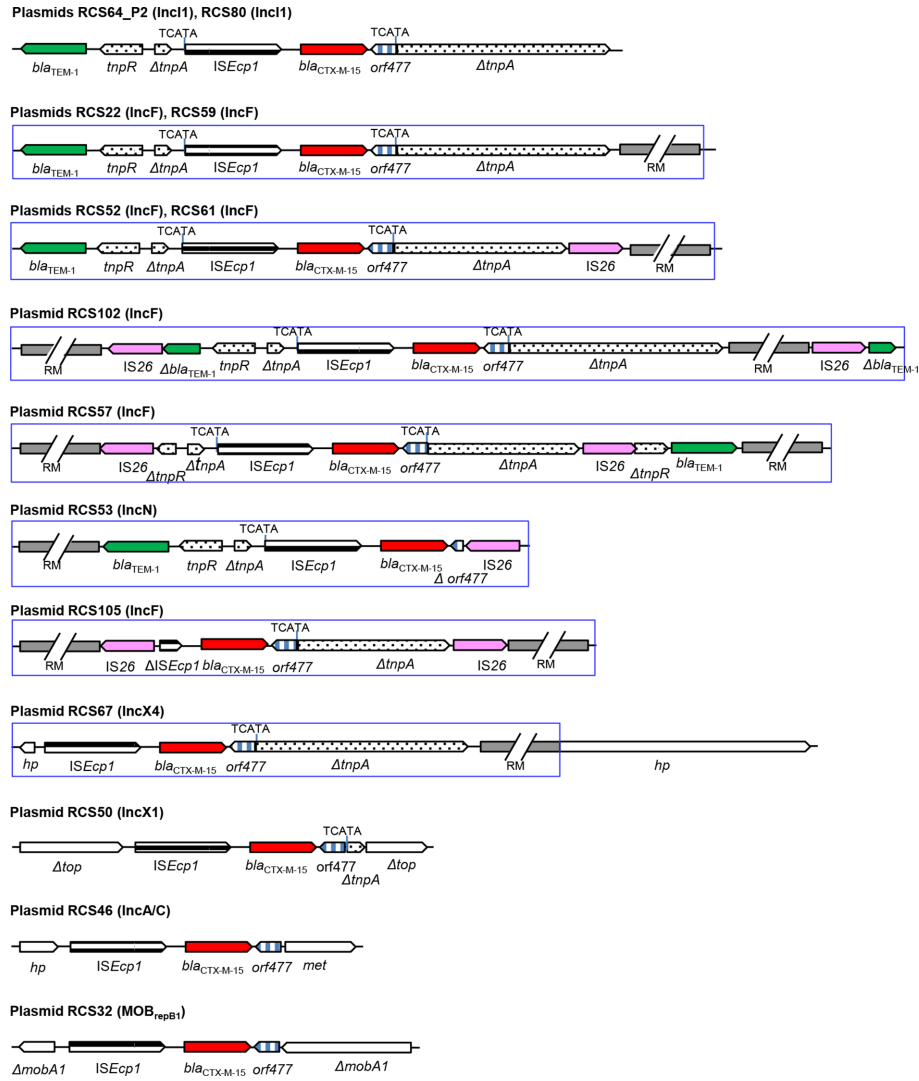 Plasmids RCS64_P2 (IncI1), RCS80 (IncI1)
TCATA TCATA
blaTEM-1 tnpR ΔtnpA ISEcp1 blaCTX-M-15 orf477 ΔtnpA
Plasmids RCS22 (IncF), RCS59 (IncF)
TCATA TCATA
blaTEM-1 tnpR ΔtnpA ISEcp1 blaCTX-M-15 orf477 ΔtnpA RM
Plasmids RCS52 (IncF), RCS61 (IncF)
TCATA TCATA
blaTEM-1 tnpR ΔtnpA ISEcp1 blaCTX-M-15 orf477 ΔtnpA IS26 RM
Plasmid RCS102 (IncF)
TCATA TCATA
RM IS26 ΔblaTEM-1 tnpR ΔtnpA ISEcp1 blaCTX-M-15 orf477 ΔtnpA RM IS26 ΔblaTEM-1
Plasmid RCS57 (IncF)
TCATA TCATA
RM IS26 ΔtnpR ΔtnpA ISEcp1 blaCTX-M-15 orf477 ΔtnpA IS26 ΔtnpR blaTEM-1 RM
Plasmid RCS53 (IncN)
TCATA
RM blaTEM-1 tnpR ΔtnpA ISEcp1 blaCTX-M-15 Δ orf477 IS26
Plasmid RCS105 (IncF)
TCATA
RM IS26 ΔISEcp1 blaCTX-M-15 orf477 ΔtnpA IS26 RM
Plasmid RCS67 (IncX4)
TCATA
hp ISEcp1 blaCTX-M-15 orf477 ΔtnpA RM hp
Plasmid RCS50 (IncX1)
TCATA
Δtop ISEcp1 blaCTX-M-15 orf477 ΔtnpA Δtop
Plasmid RCS46 (IncA/C)
hp ISEcp1 blaCTX-M-15 orf477 met
Plasmid RCS32 (MOBrepB1)
ΔmobA1 ISEcp1 blaCTX-M-15 orf477 ΔmobA1